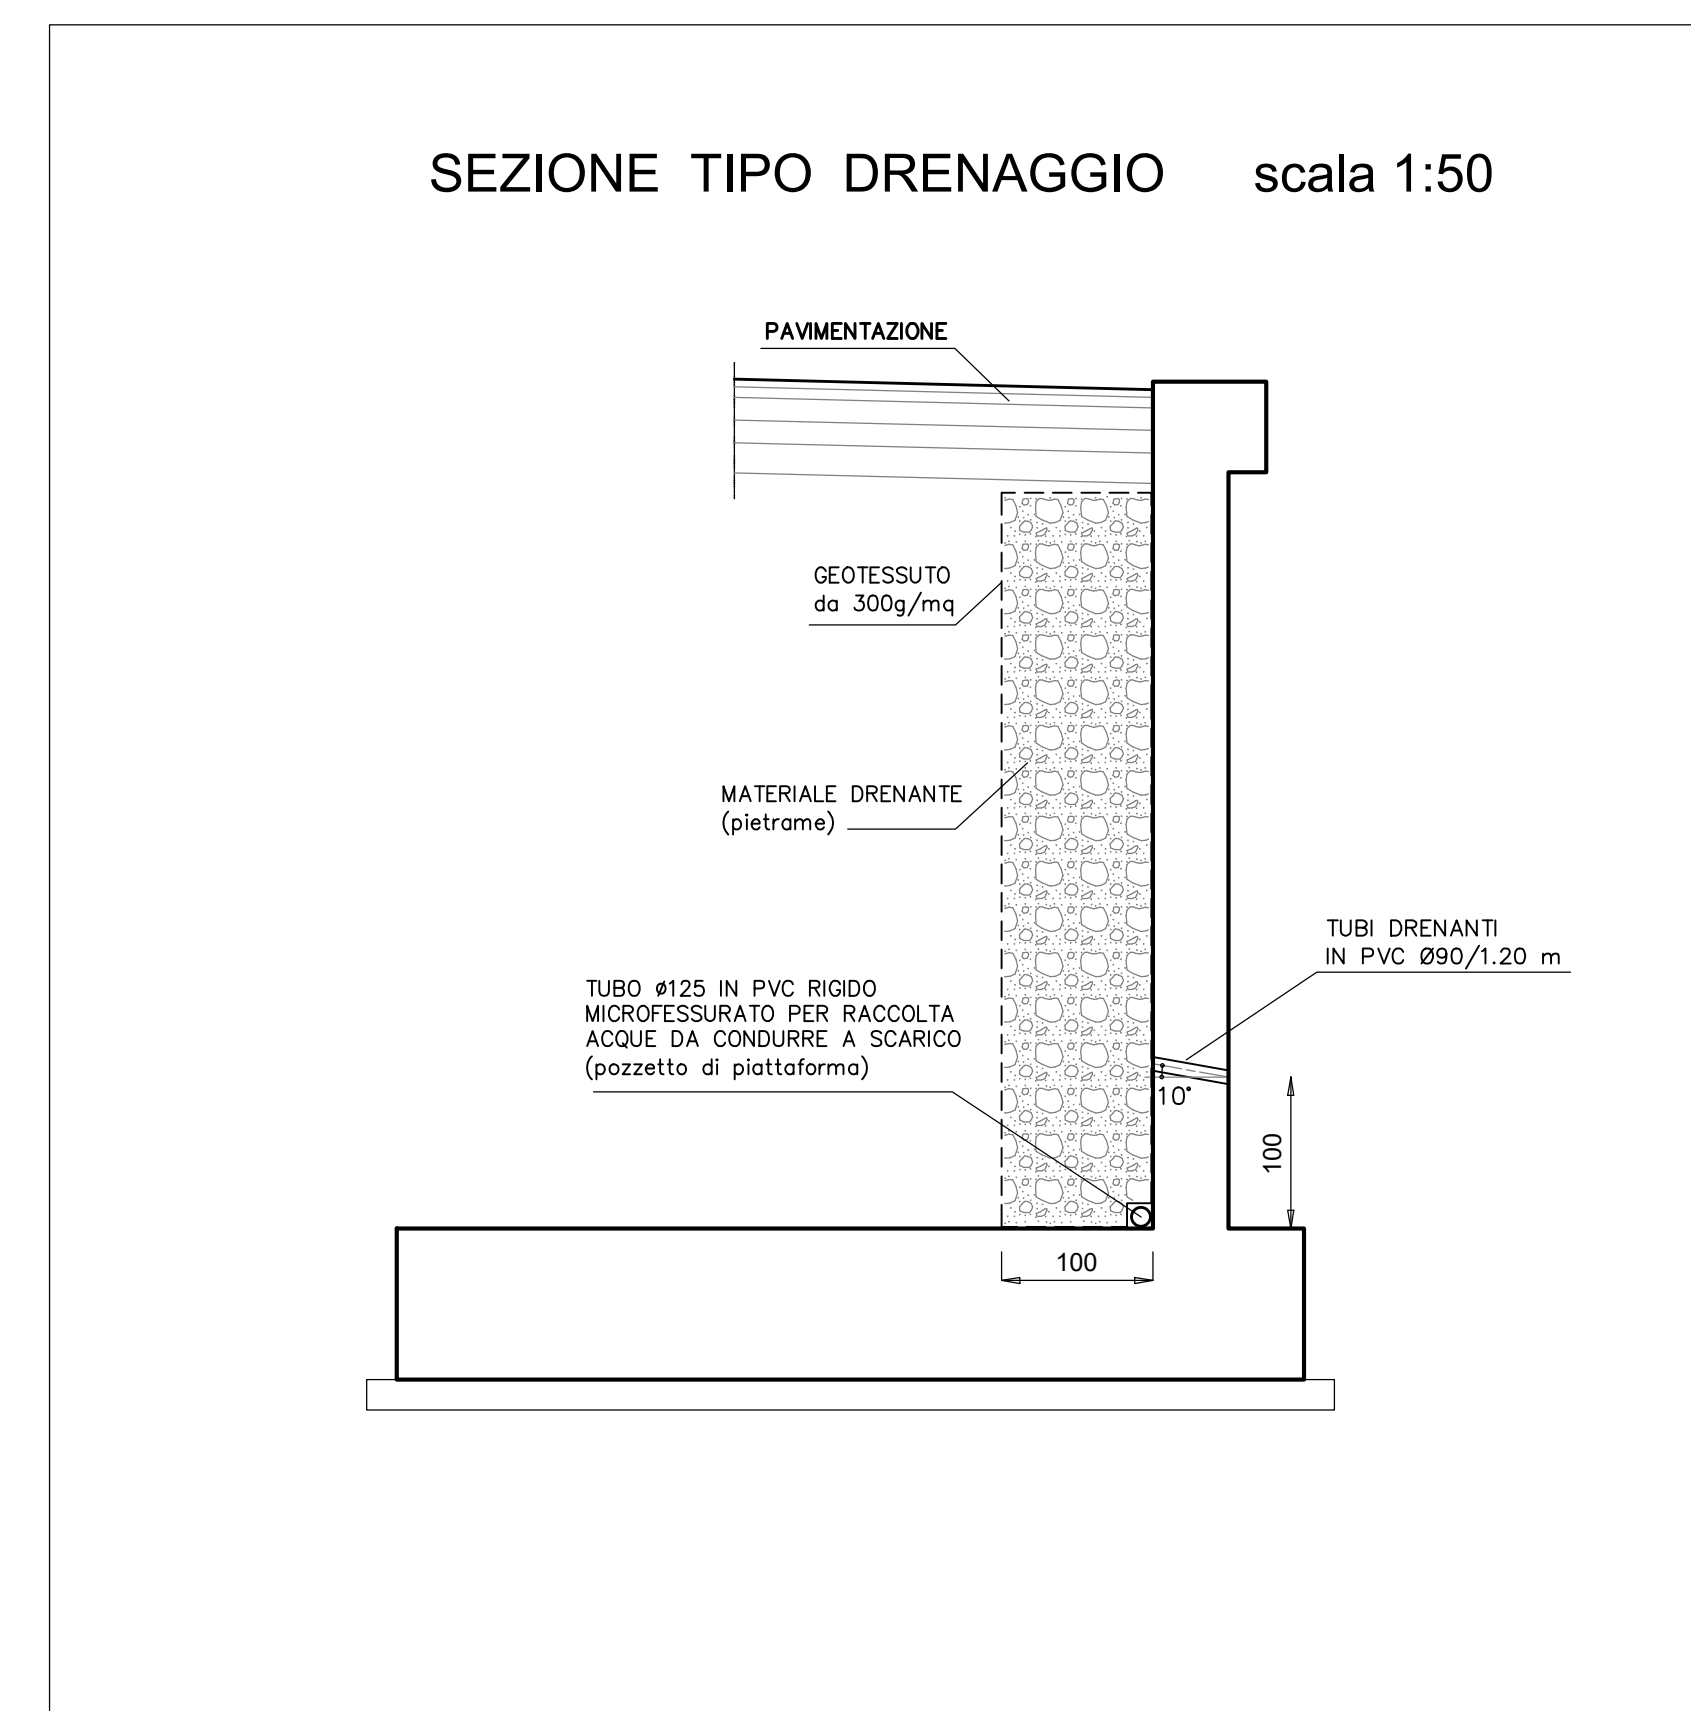 SEZIONE TIPO DRENAGGIO scala 1:50
PAVIMENTAZIONE
GEOTESSUTO
da 300g/mq
MATERIALE DRENANTE
(pietrame)
TUBI DRENANTI
IN PVC Ø90/1.20 m
TUBO ø125 IN PVC RIGIDO
MICROFESSURATO PER RACCOLTA
ACQUE DA CONDURRE A SCARICO
(pozzetto di piattaforma)
10°
100
100